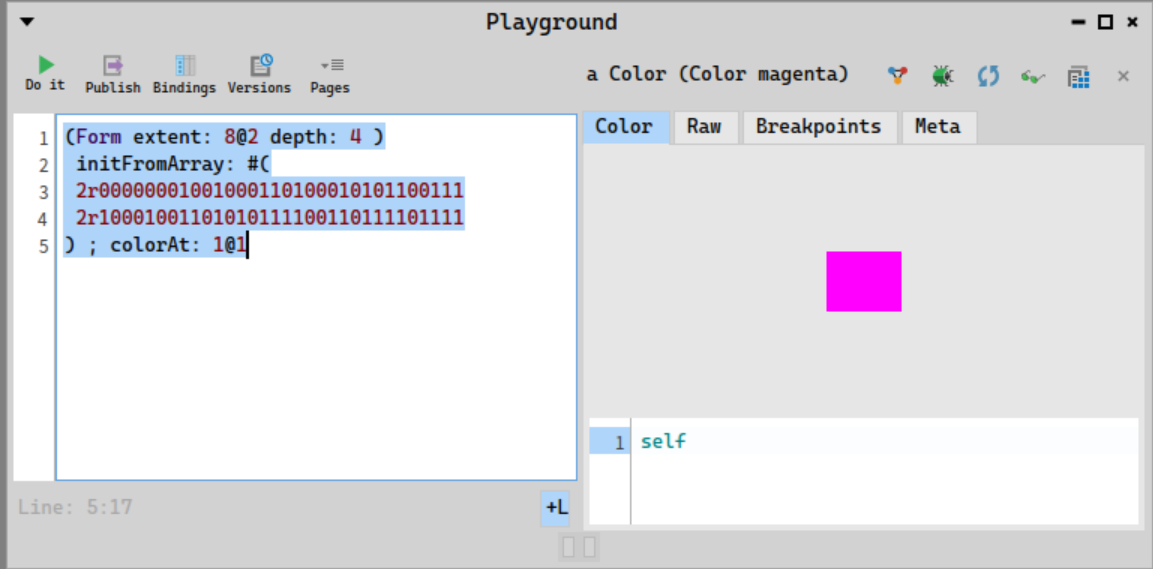 Playground
Do it
Publish
Bindings
Versions
Pages
a Color (Color magenta)
1 (Form extent: 8@2 depth: 4 )
2 initFromArray: #(
3 2r00000001001000110100010101100111
4 2r10001001101010111100110111101111
5 ) ; colorAt: 1@1
Line: 5:17
+L
Color
Raw
Breakpoints
Meta
1 self